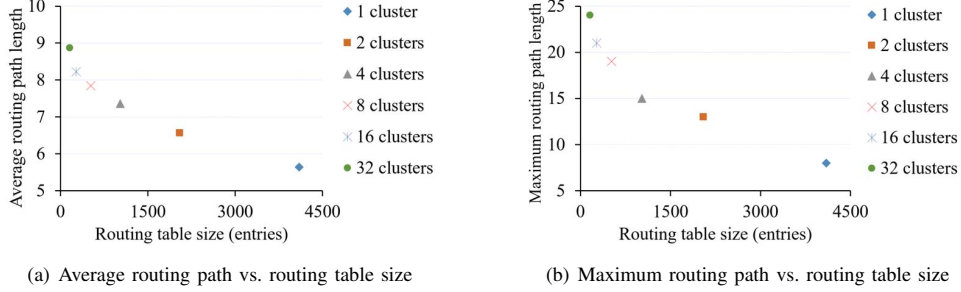 Average routing path length
10
9
8
7
6
5
0 1500 3000 4500
Routing table size (entries)
1 cluster
2 clusters
4 clusters
8 clusters
16 clusters
32 clusters
(a) Average routing path vs. routing table size
Maximum routing path length
25
20
15
10
5
0 1500 3000 4500
Routing table size (entries)
1 cluster
2 clusters
4 clusters
8 clusters
16 clusters
32 clusters
(b) Maximum routing path vs. routing table size